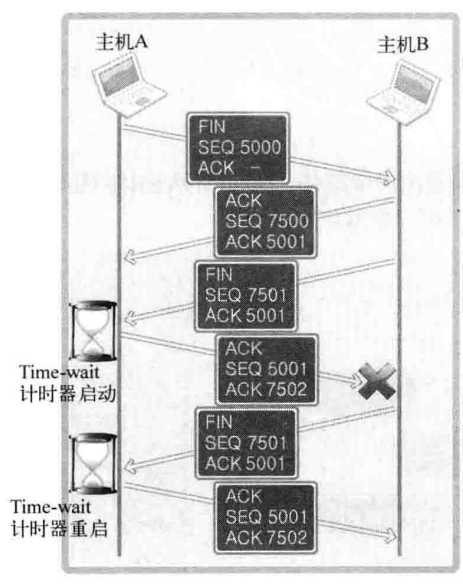 主机A
主机B
FIN
SEQ 5000
ACK –
ACK
SEQ 7500
ACK 5001
FIN
SEQ 7501
ACK 5001
Time-wait
计时器启动
ACK
SEQ 5001
ACK 7502
FIN
SEQ 7501
ACK 5001
Time-wait
计时器重启
ACK
SEQ 5001
ACK 7502